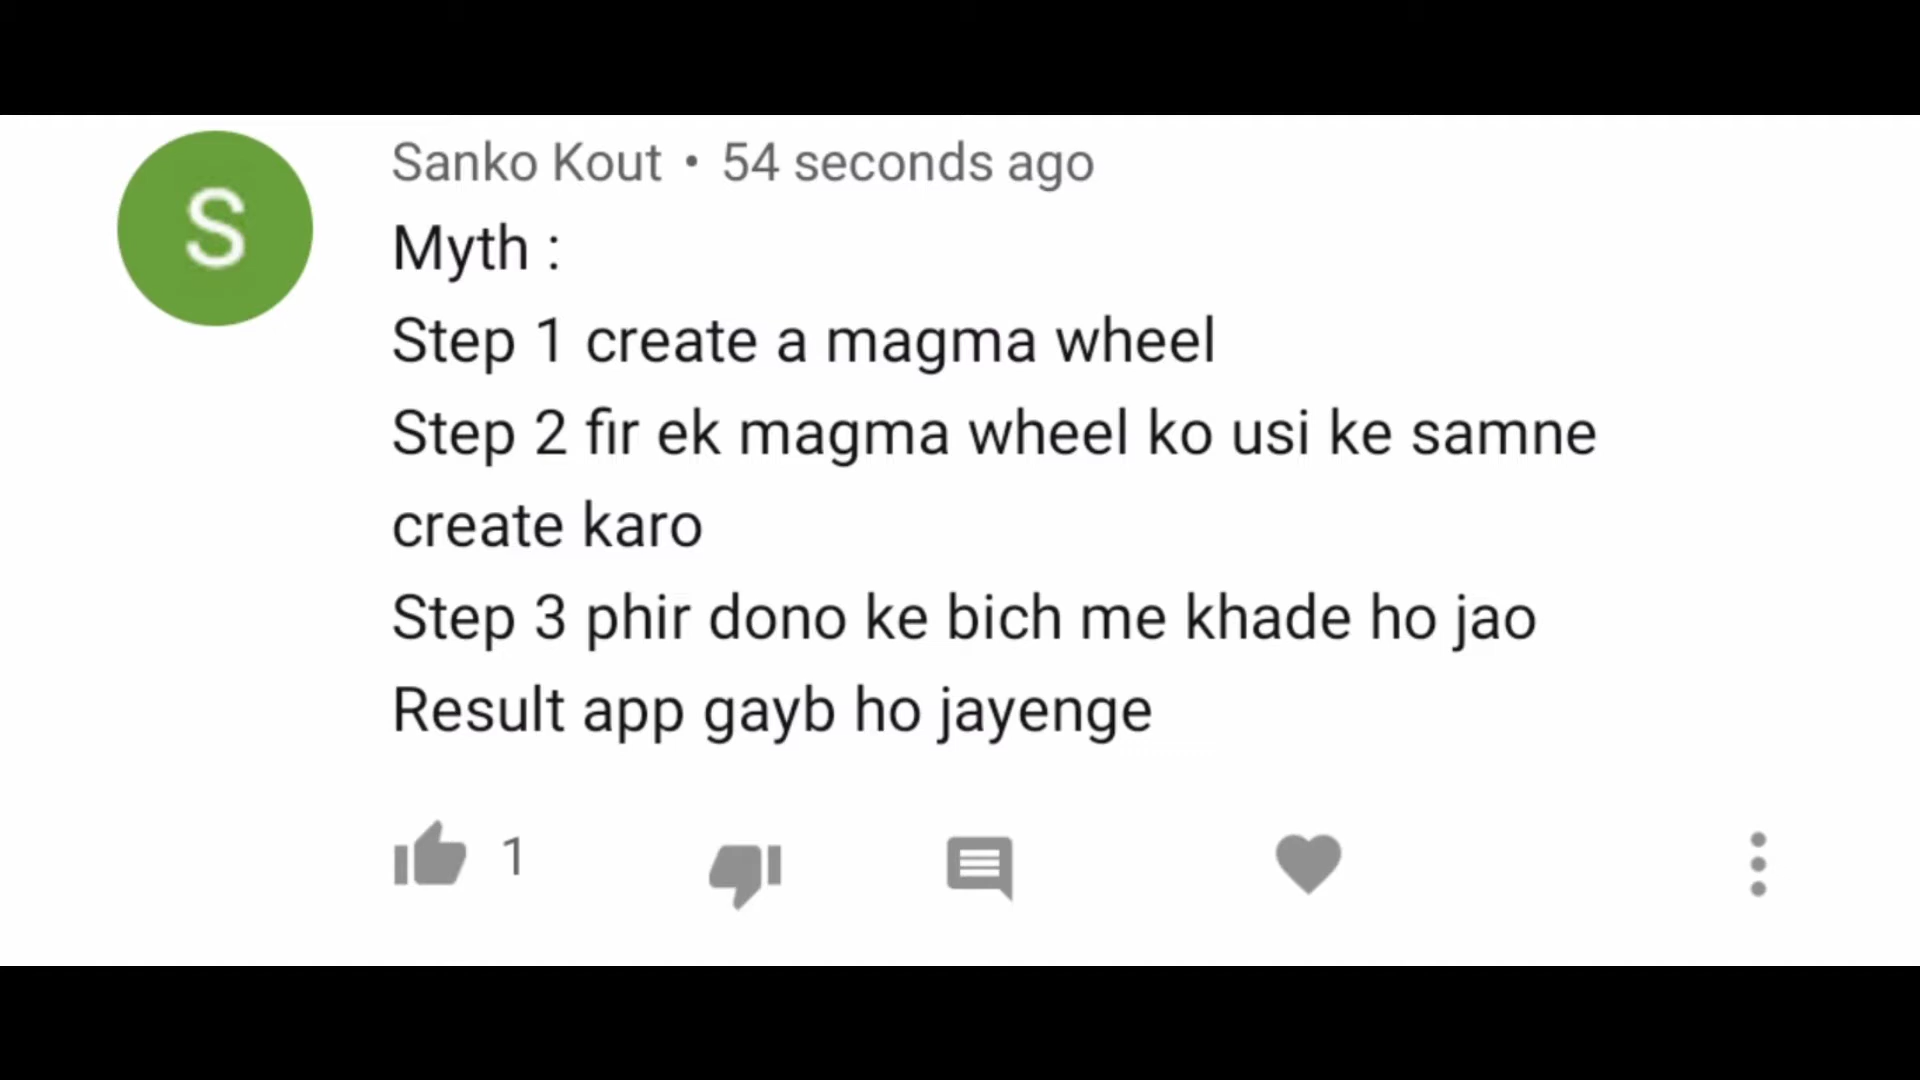 S
Sanko Kout • 54 seconds ago
Myth :
Step 1 create a magma wheel
Step 2 fir ek magma wheel ko usi ke samne
create karo
Step 3 phir dono ke bich me khade ho jao
Result app gayb ho jayenge
1